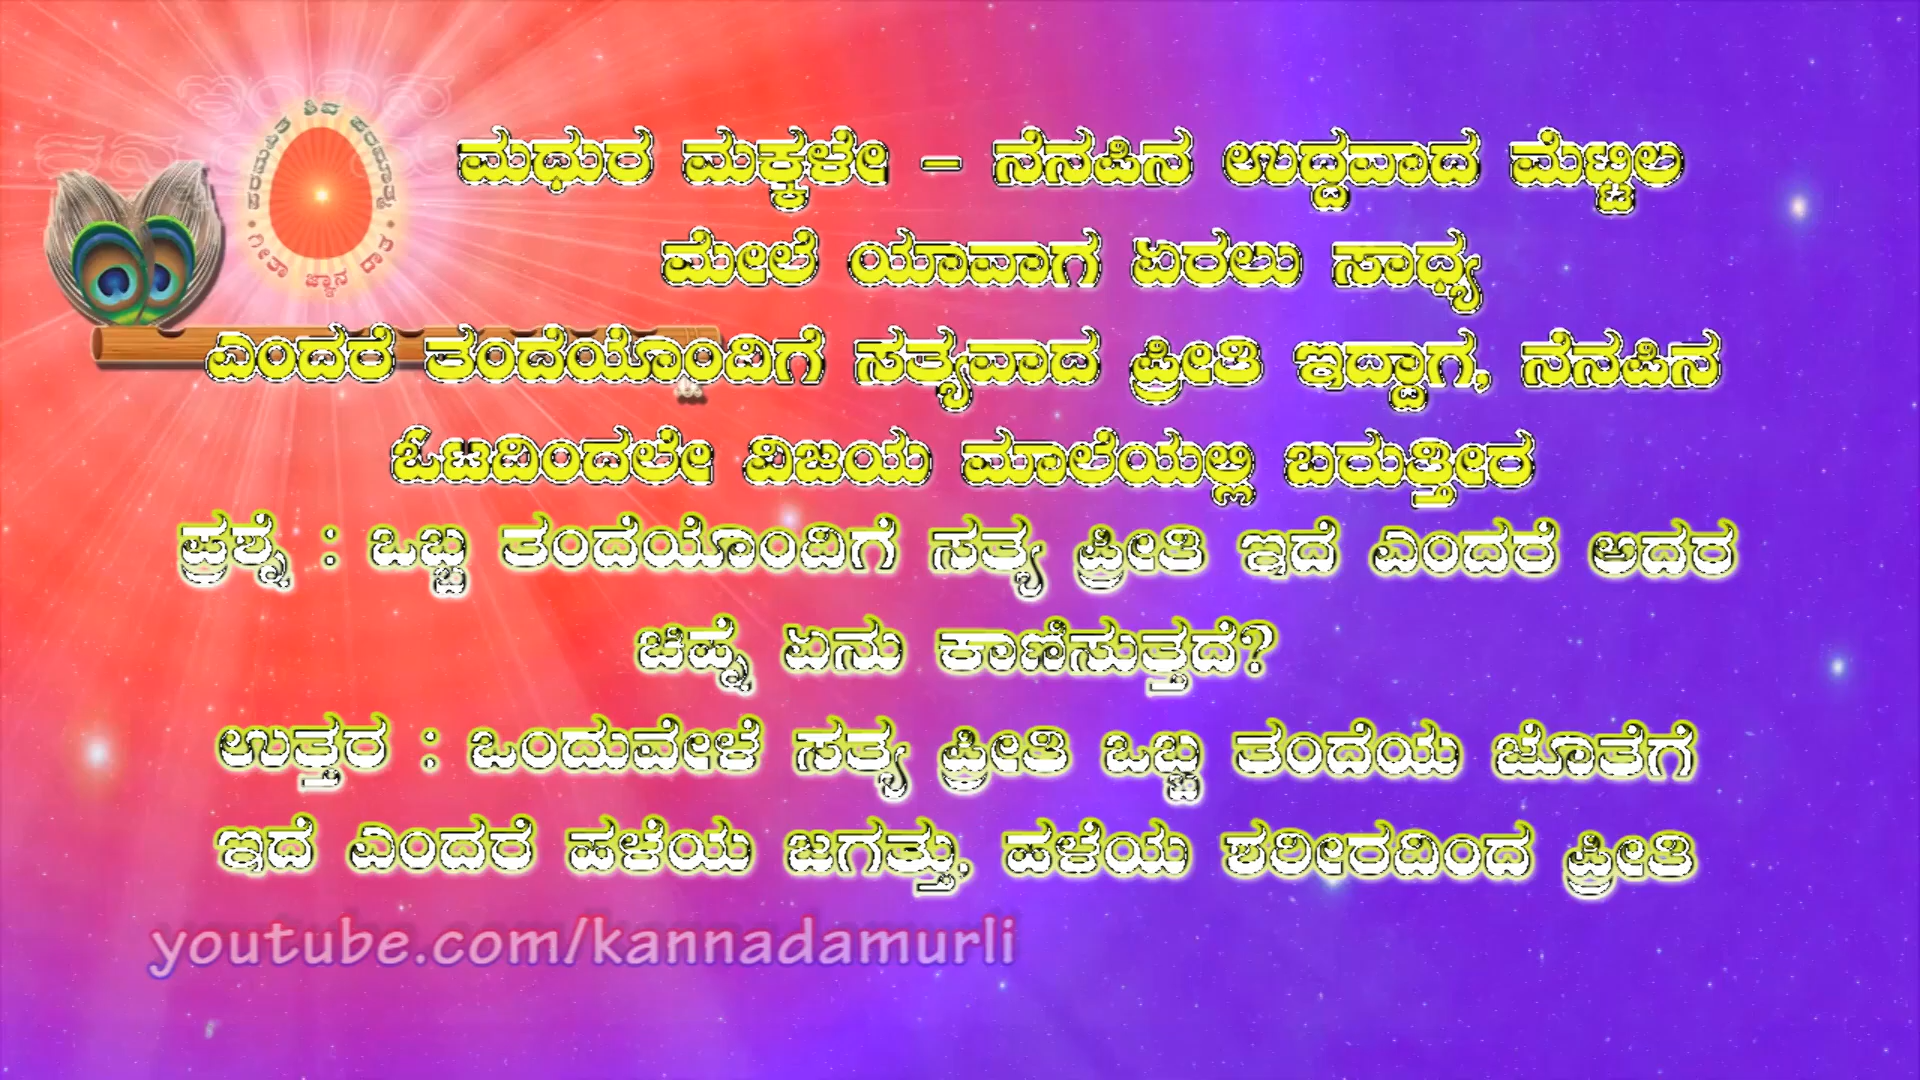 ಪರಮಪಿತ ಶಿವ ಪರಮಾತ್ಮ
• ಗೀತಾ ಜ್ಞಾನ ದಾತ •
ಮಧುರ ಮಕ್ಕಳೇ – ನೆನಪಿನ ಉದ್ದವಾದ ಮೆಟ್ಟಿಲ
ಮೇಲೆ ಯಾವಾಗ ಏರಲು ಸಾಧ್ಯ
ಎಂದರೆ ತಂದೆಯೊಂದಿಗೆ ಸತ್ಯವಾದ ಪ್ರೀತಿ ಇದ್ದಾಗ, ನೆನಪಿನ
ಓಟದಿಂದಲೇ ವಿಜಯ ಮಾಲೆಯಲ್ಲಿ ಬರುತ್ತೀರ
ಪ್ರಶ್ನೆ : ಒಬ್ಬ ತಂದೆಯೊಂದಿಗೆ ಸತ್ಯ ಪ್ರೀತಿ ಇದೆ ಎಂದರೆ ಅದರ
ಚಿಹ್ನೆ ಏನು ಕಾಣಿಸುತ್ತದೆ?
ಉತ್ತರ : ಒಂದುವೇಳೆ ಸತ್ಯ ಪ್ರೀತಿ ಒಬ್ಬ ತಂದೆಯ ಜೊತೆಗೆ
ಇದೆ ಎಂದರೆ ಹಳೆಯ ಜಗತ್ತು, ಹಳೆಯ ಶರೀರದಿಂದ ಪ್ರೀತಿ
youtube.com/kannadamurli